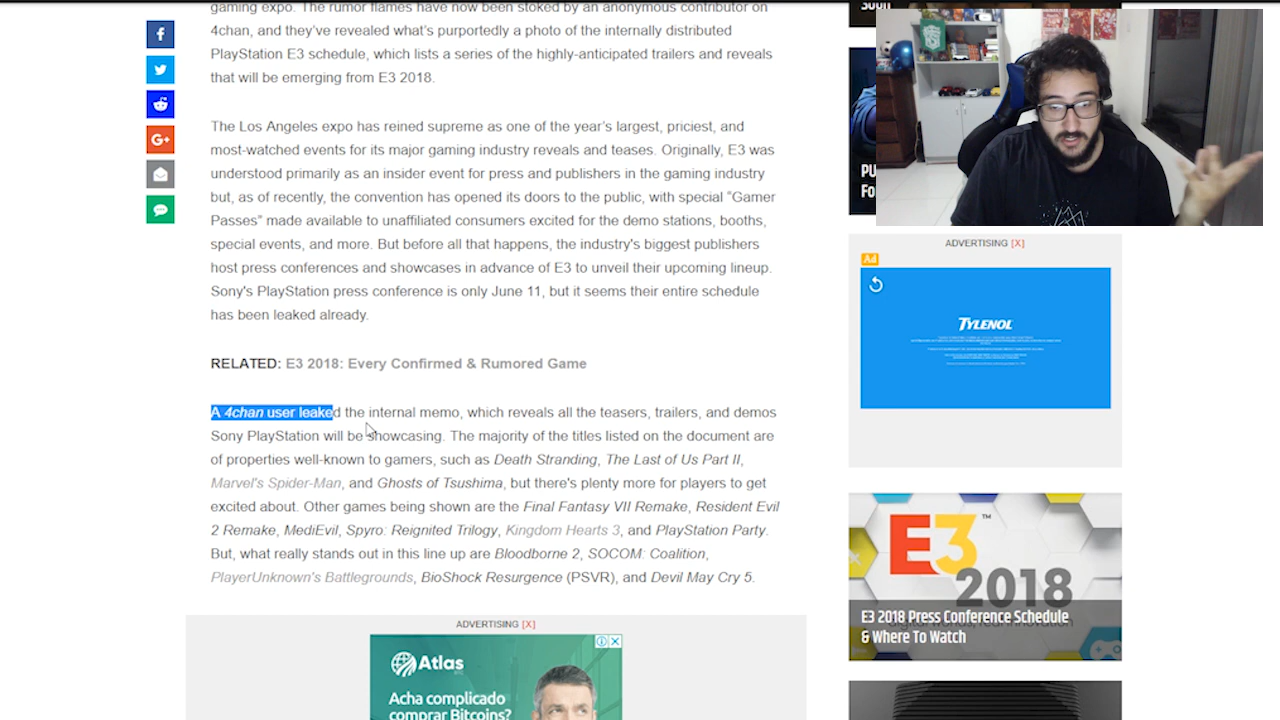 gaming expo. The rumor flames have now been stoked by an anonymous contributor on
4chan, and they've revealed what's purportedly a photo of the internally distributed
PlayStation E3 schedule, which lists a series of the highly-anticipated trailers and reveals
that will be emerging from E3 2018.
The Los Angeles expo has reined supreme as one of the year's largest, priciest, and
most-watched events for its major gaming industry reveals and teases. Originally, E3 was
understood primarily as an insider event for press and publishers in the gaming industry
but, as of recently, the convention has opened its doors to the public, with special "Gamer
Passes" made available to unaffiliated consumers excited for the demo stations, booths,
special events, and more. But before all that happens, the industry's biggest publishers
host press conferences and showcases in advance of E3 to unveil their upcoming lineup.
Sony's PlayStation press conference is only June 11, but it seems their entire schedule
has been leaked already.
RELATED: E3 2018: Every Confirmed & Rumored Game
A 4chan user leaked the internal memo, which reveals all the teasers, trailers, and demos
Sony PlayStation will be showcasing. The majority of the titles listed on the document are
of properties well-known to gamers, such as Death Stranding, The Last of Us Part II,
Marvel's Spider-Man, and Ghosts of Tsushima, but there's plenty more for players to get
excited about. Other games being shown are the Final Fantasy VII Remake, Resident Evil
2 Remake, MediEvil, Spyro: Reignited Trilogy, Kingdom Hearts 3, and PlayStation Party.
But, what really stands out in this line up are Bloodborne 2, SOCOM: Coalition,
PlayerUnknown's Battlegrounds, BioShock Resurgence (PSVR), and Devil May Cry 5.
ADVERTISING [X]
Atlas
Acha complicado
comprar Bitcoins?
Soon
PU
Fo
ADVERTISING [X]
Ad
TYLENOL
E3 ™
2018
E3 2018 Press Conference Schedule
& Where To Watch